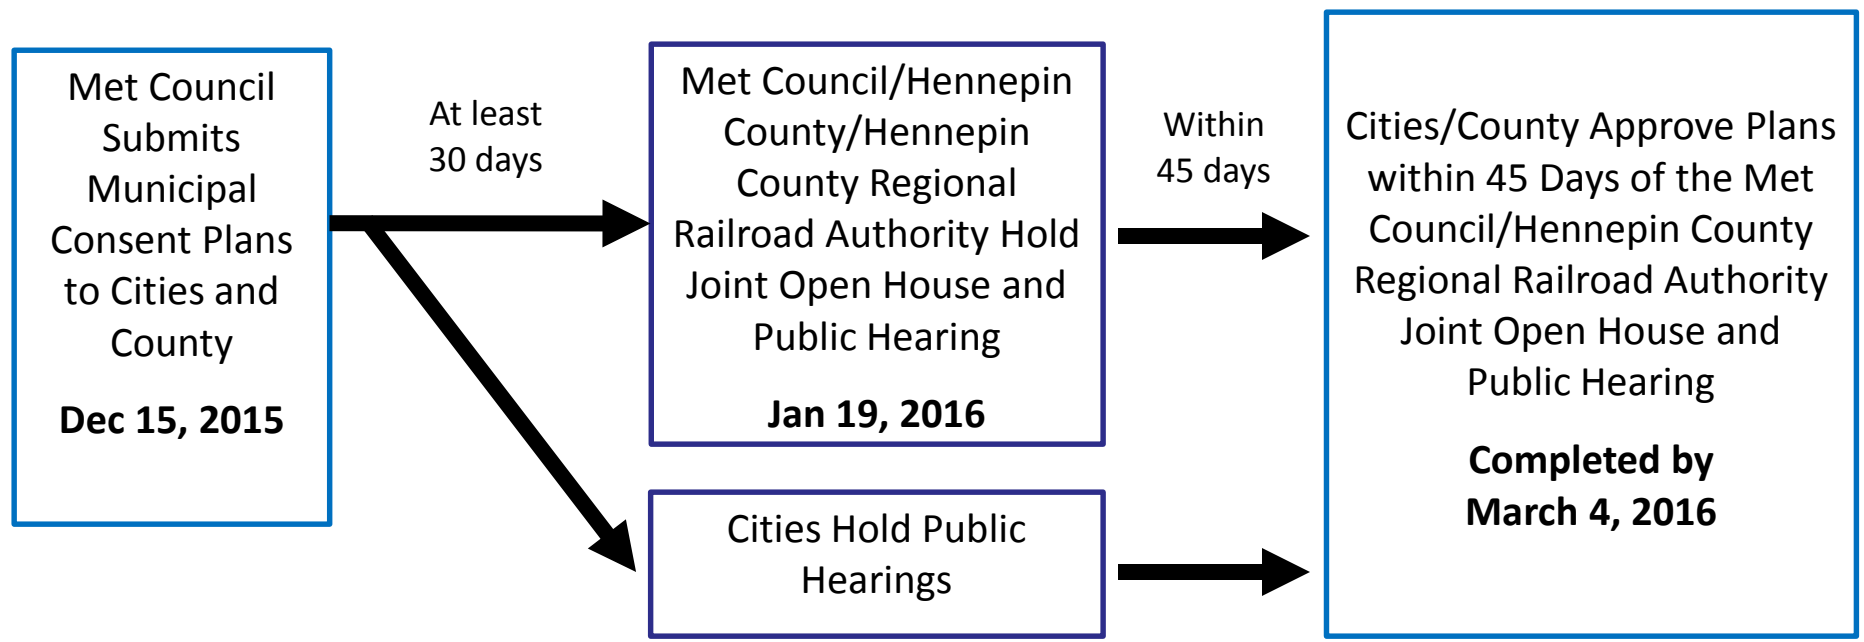 Met Council
Submits
Municipal
Consent Plans
to Cities and
County
Dec 15, 2015
At least
30 days
Met Council/Hennepin
County/Hennepin
County Regional
Railroad Authority Hold
Joint Open House and
Public Hearing
Jan 19, 2016
Cities Hold Public
Hearings
Within
45 days
Cities/County Approve Plans
within 45 Days of the Met
Council/Hennepin County
Regional Railroad Authority
Joint Open House and
Public Hearing
Completed by
March 4, 2016